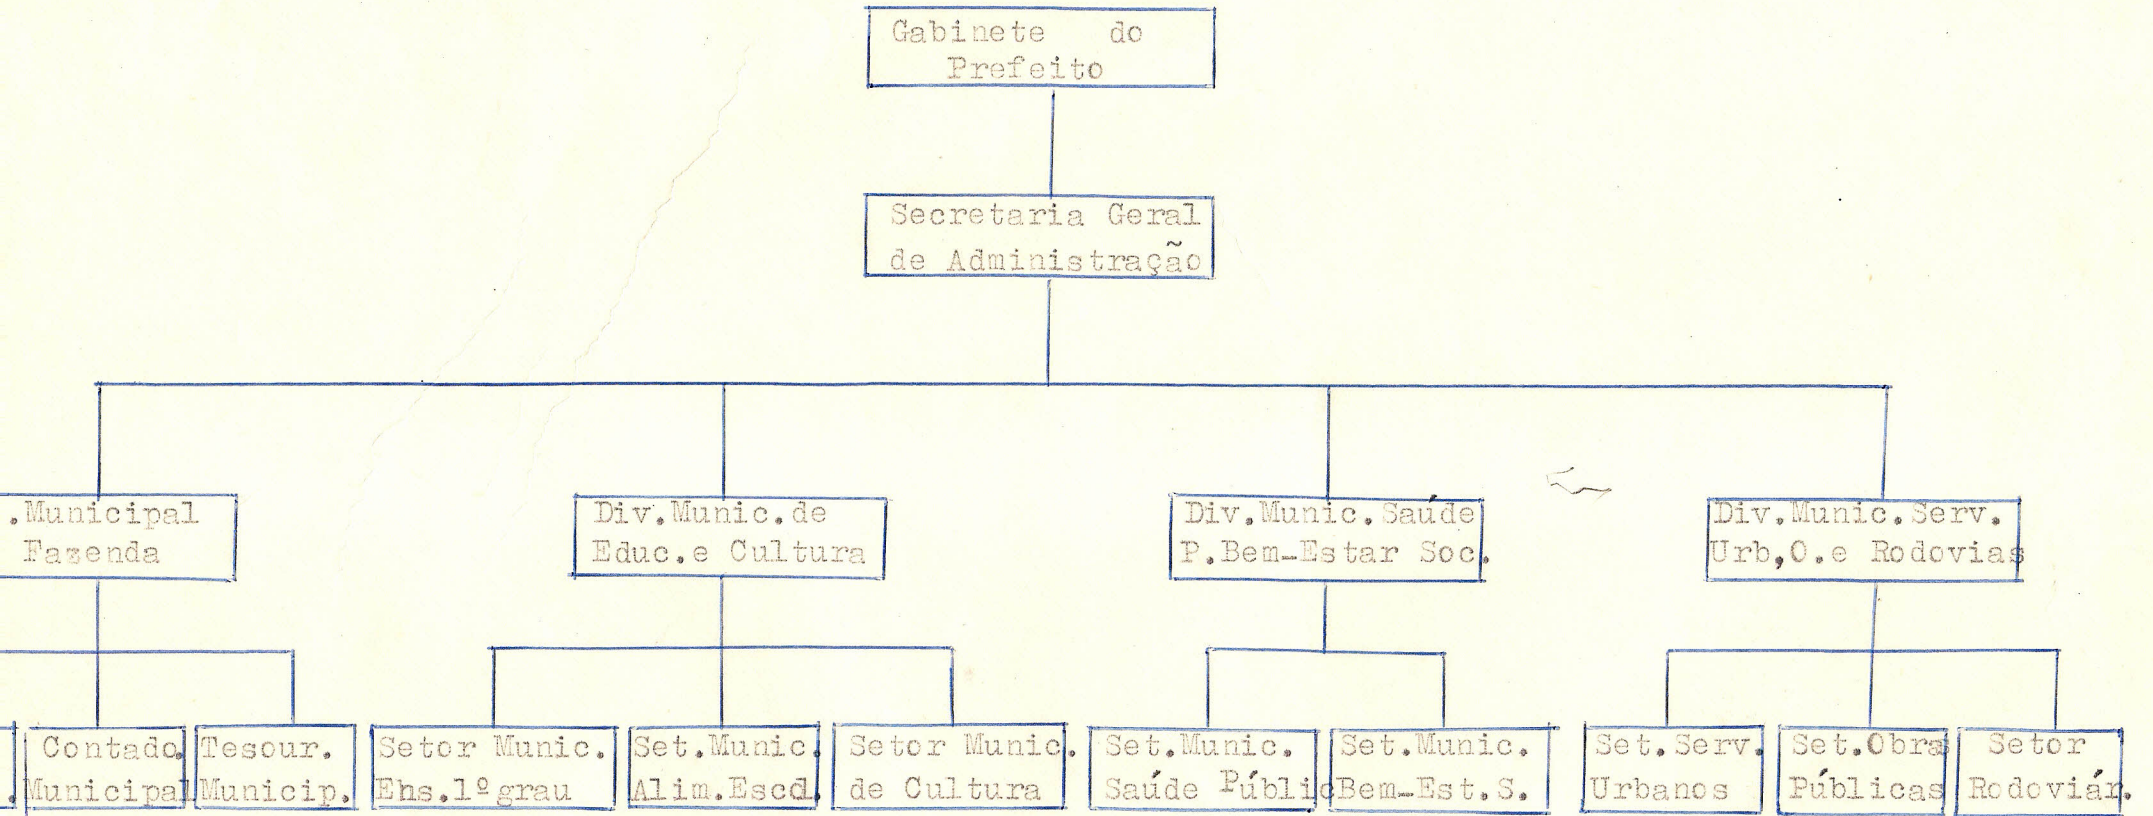 Gabinete do
Prefeito
Secretaria Geral
de Administração
.Municipal
Fazenda
Div.Munic.de
Educ.e Cultura
Div.Munic.Saúde
P.Bem-Estar Soc.
Div.Munic.Serv.
Urb,O.e Rodovias
Contado.
Municipal
Tesour.
Municip.
Setor Munic.
Ens.1º grau
Set.Munic.
Alim.Escol.
Setor Munic.
de Cultura
Set.Munic.
Saúde Públic
Set.Munic.
Bem-Est.S.
Set.Serv.
Urbanos
Set.Obras
Públicas
Setor
Rodoviár.